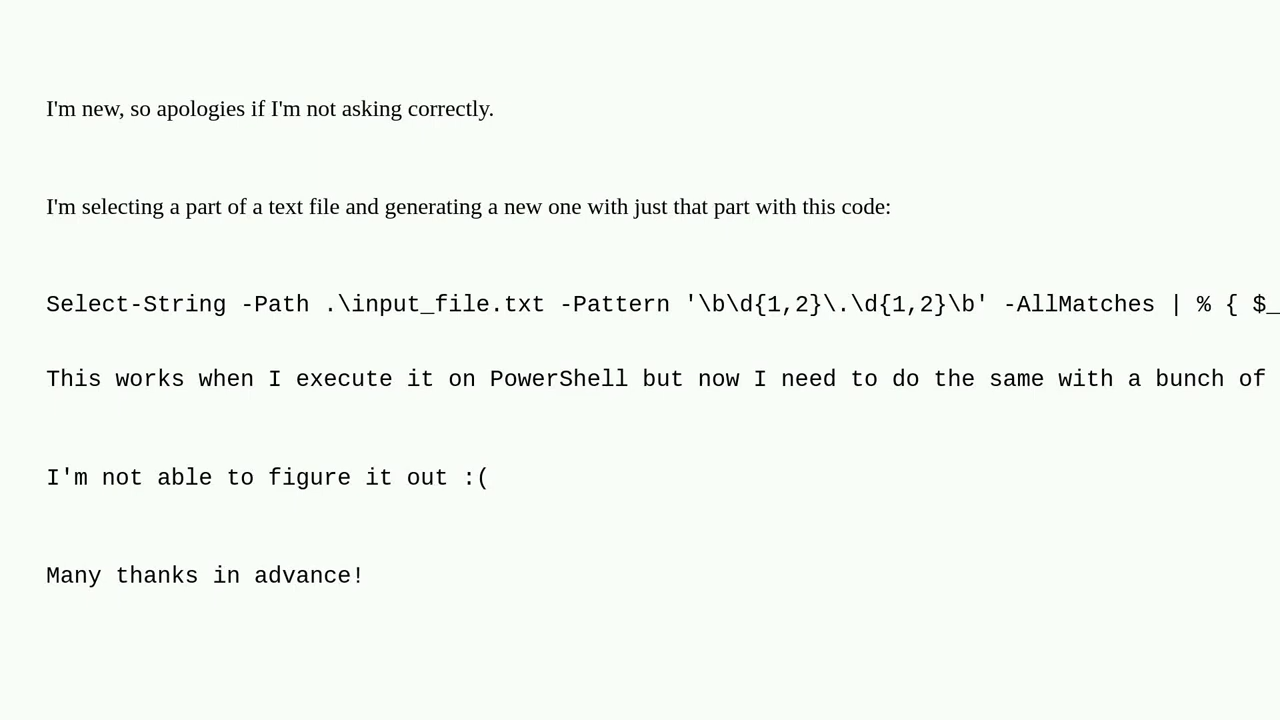 I'm new, so apologies if I'm not asking correctly.
I'm selecting a part of a text file and generating a new one with just that part with this code:
Select-String -Path .\input_file.txt -Pattern '\b\d{1,2}\.\d{1,2}\b' -AllMatches | % { $_
This works when I execute it on PowerShell but now I need to do the same with a bunch of
I'm not able to figure it out :(
Many thanks in advance!